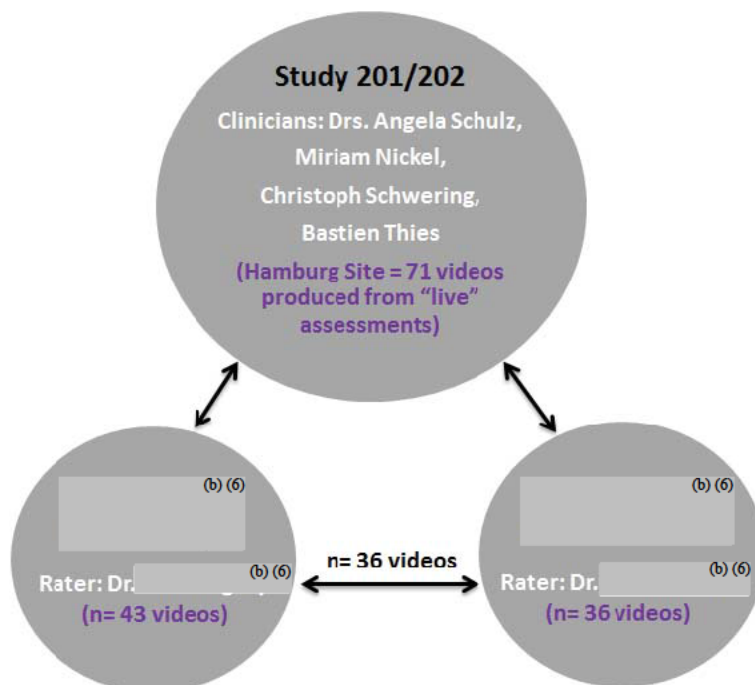 Study 201/202
Clinicians: Drs. Angela Schulz,
Miriam Nickel,
Christoph Schwering,
Bastien Thies
(Hamburg Site = 71 videos
produced from “live”
assessments)
(b) (6)
(b) (6)
n= 36 videos
Rater: Dr. (b) (6)
(n= 43 videos)
Rater: Dr. (b) (6)
(n= 36 videos)